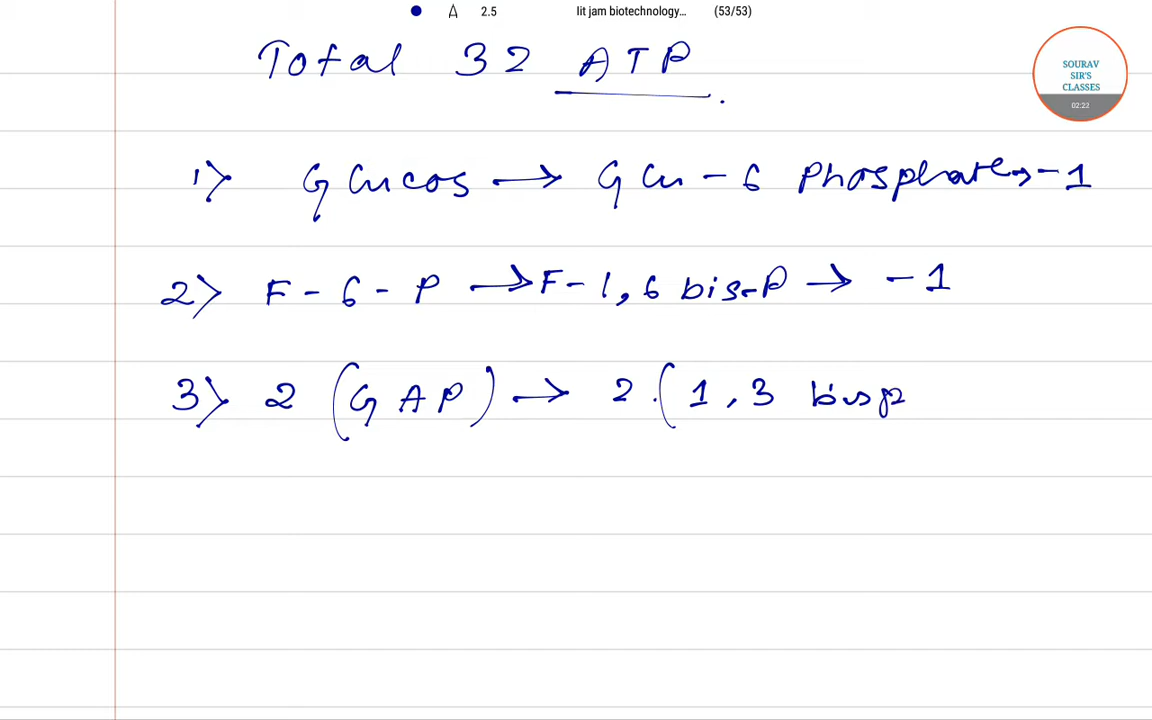 2.5 Iit jam biotechnology... (53/53)
Total 32 ATP.
SOURAV
SIR'S
CLASSES
02:22
1> Glucos → Glu - 6 Phosphate → -1
2> F - 6 - P → F - 1,6 bis-P → -1
3> 2 (GAP) → 2.(1,3 bisp